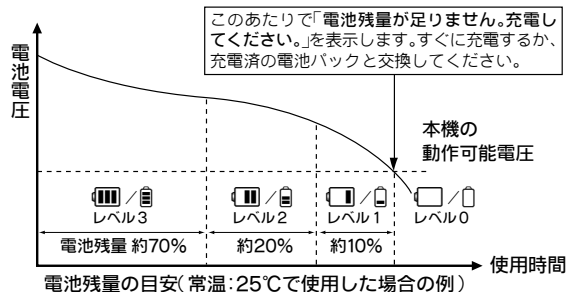 このあたりで「電池残量が足りません。充電し
てください。」を表示します。すぐに充電するか、
充電済の電池パックと交換してください。
電池電圧
本機の
動作可能電圧
レベル3
レベル2
レベル1
レベル0
電池残量 約70%
約20%
約10%
使用時間
電池残量の目安(常温:25℃で使用した場合の例)